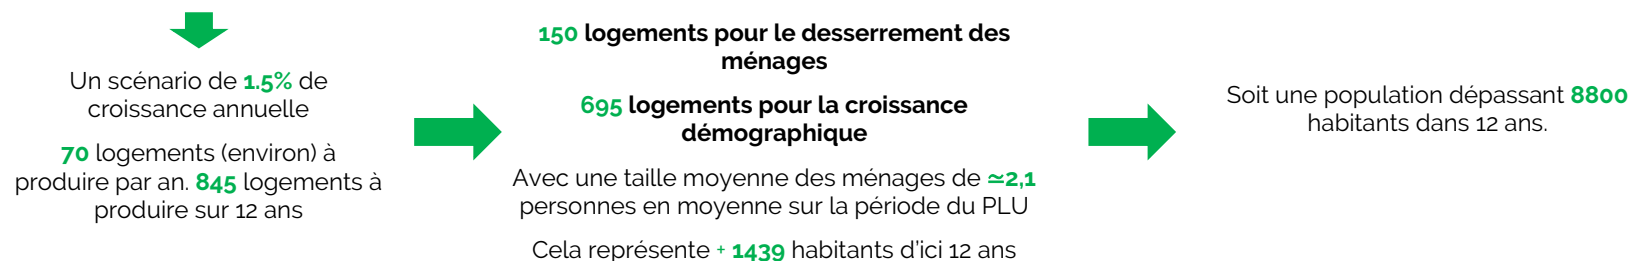 Un scénario de 1.5% de
croissance annuelle
70 logements (environ) à
produire par an. 845 logements à
produire sur 12 ans
150 logements pour le desserrement des
ménages
695 logements pour la croissance
démographique
Avec une taille moyenne des ménages de ≃2,1
personnes en moyenne sur la période du PLU
Cela représente + 1439 habitants d'ici 12 ans
Soit une population dépassant 8800
habitants dans 12 ans.